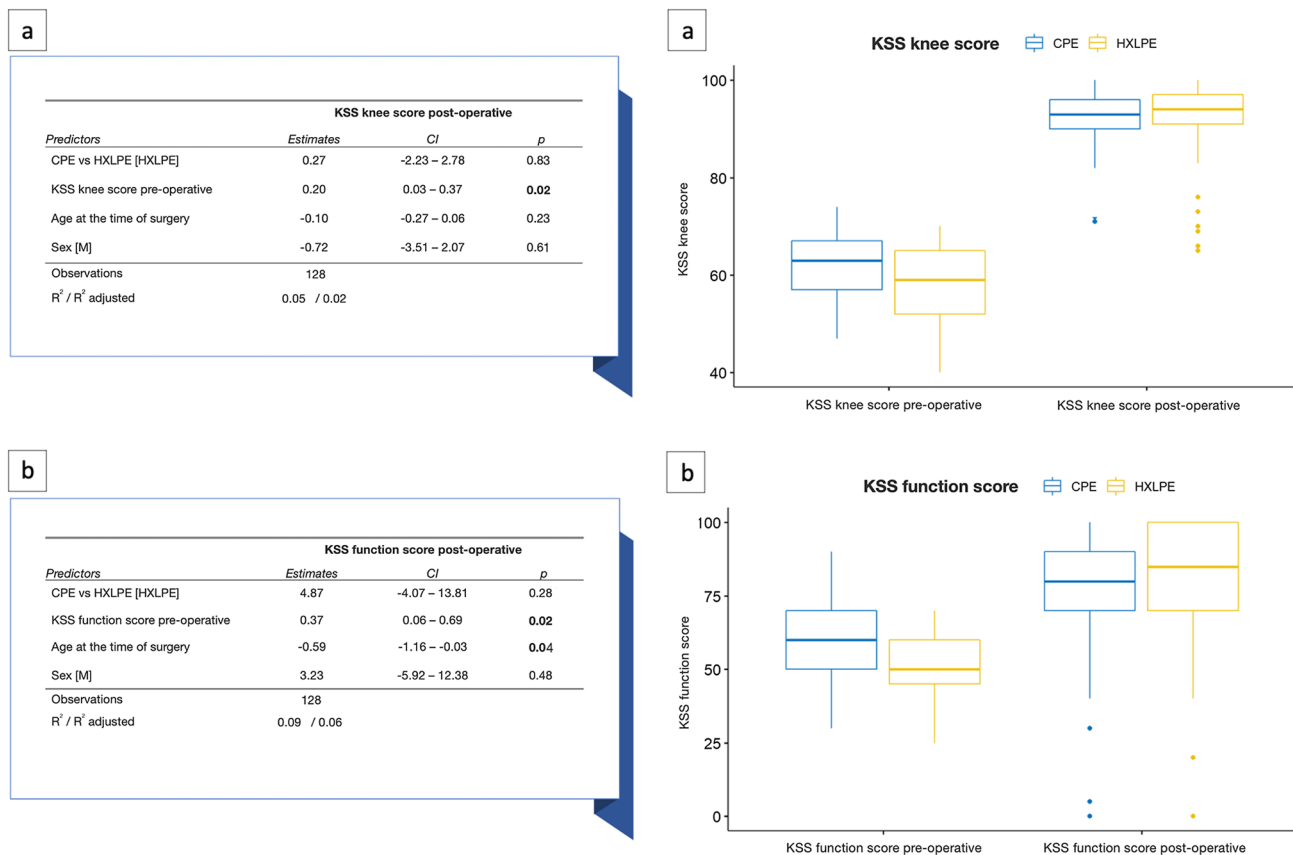 a
KSS knee score post-operative
Predictors Estimates CI p
CPE vs HXLPE [HXLPE] 0.27 -2.23 – 2.78 0.83
KSS knee score pre-operative 0.20 0.03 – 0.37 0.02
Age at the time of surgery -0.10 -0.27 – 0.06 0.23
Sex [M] -0.72 -3.51 – 2.07 0.61
Observations 128
R² / R² adjusted 0.05 / 0.02
a
KSS knee score CPE HXLPE
KSS knee score
100
80
60
40
KSS knee score pre-operative KSS knee score post-operative
b
KSS function score post-operative
Predictors Estimates CI p
CPE vs HXLPE [HXLPE] 4.87 -4.07 – 13.81 0.28
KSS function score pre-operative 0.37 0.06 – 0.69 0.02
Age at the time of surgery -0.59 -1.16 – -0.03 0.04
Sex [M] 3.23 -5.92 – 12.38 0.48
Observations 128
R² / R² adjusted 0.09 / 0.06
b
KSS function score CPE HXLPE
KSS function score
100
75
50
25
0
KSS function score pre-operative KSS function score post-operative